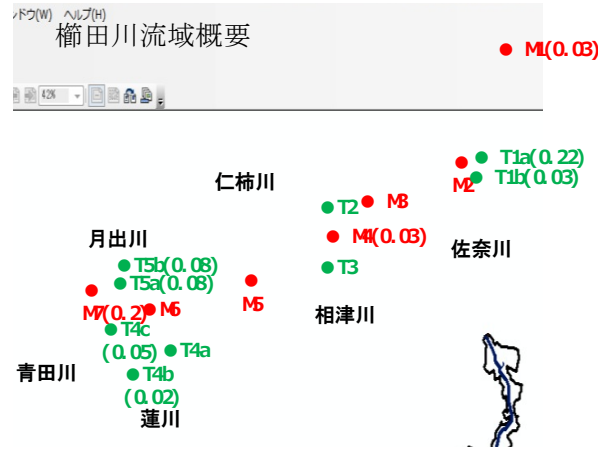 ンドウ(W) ヘルプ(H)
櫛田川流域概要
M1(0.03)
42%
T1a(0.22)
M2
T1b(0.03)
仁柿川
T2
M3
M4(0.03)
佐奈川
月出川
T5b(0.08)
T3
T5a(0.08)
M5
M7(0.2)
M6
相津川
T4c
(0.05)
T4a
青田川
T4b
(0.02)
蓮川